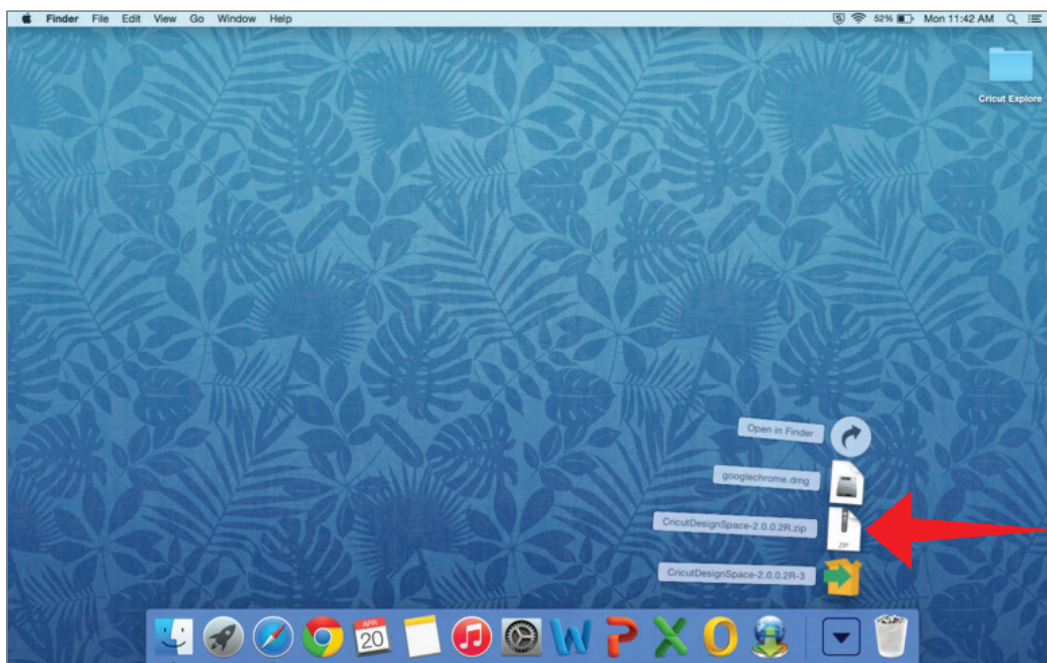 Finder File Edit View Go Window Help 52% Mon 11:42 AM
Cricut Explore
Open in Finder
googlechrome.dmg
CricutDesignSpace-2.0.0.2R.zip
ZIP
CricutDesignSpace-2.0.0.2R-3
APR
20